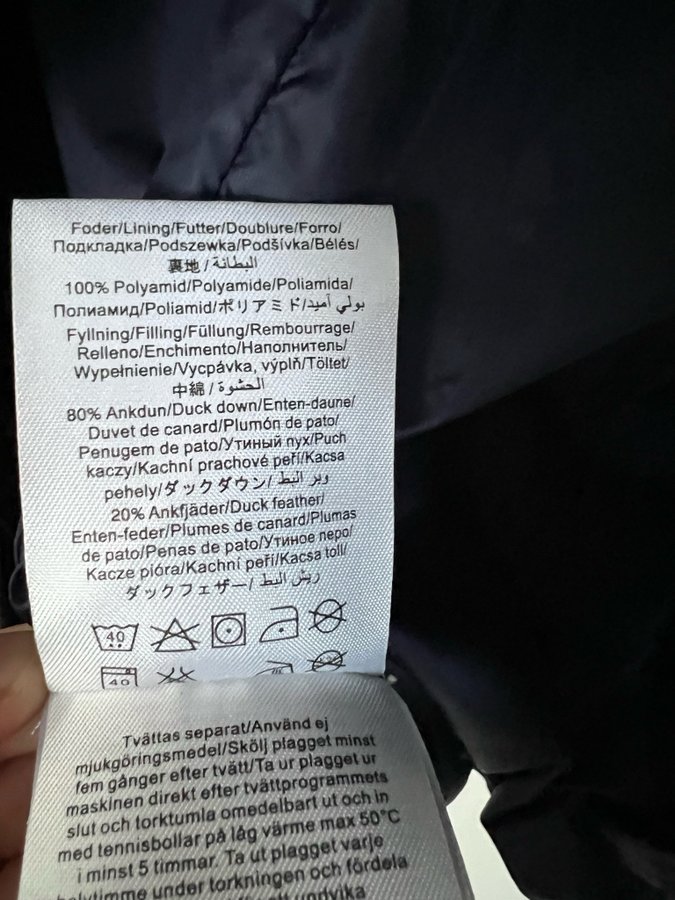 Foder/Lining/Futter/Doublure/Forro/
Подкладка/Podszewka/Podšívka/Bélés/
裏地/البطانة
100% Polyamid/Polyamide/Poliamida/
Полиамид/Poliamid/ポリアミド/بولي أميد
Fyllning/Filling/Füllung/Rembourrage/
Relleno/Enchimento/Наполнитель/
Wypełnienie/Vycpávka, výplň/Töltet/
中綿/الحشوة
80% Ankdun/Duck down/Enten-daune/
Duvet de canard/Plumón de pato/
Penugem de pato/Утиный пух/Puch
kaczy/Kachní prachové peří/Kacsa
pehely/ダックダウン/وبر البط
20% Ankfjäder/Duck feather/
Enten-feder/Plumes de canard/Plumas
de pato/Penas de pato/Утиное перо/
Kacze pióra/Kachní peří/Kacsa toll/
ダックフェザー/ريش البط
40
40
Tvättas separat/Använd ej
mjukgöringsmedel/Skölj plagget minst
fem gånger efter tvätt/Ta ur plagget ur
maskinen direkt efter tvättprogrammets
slut och torktumla omedelbart ut och in
med tennisbollar på låg värme max 50°C
i minst 5 timmar. Ta ut plagget varje
halvtimme under torkningen och fördela
undvika